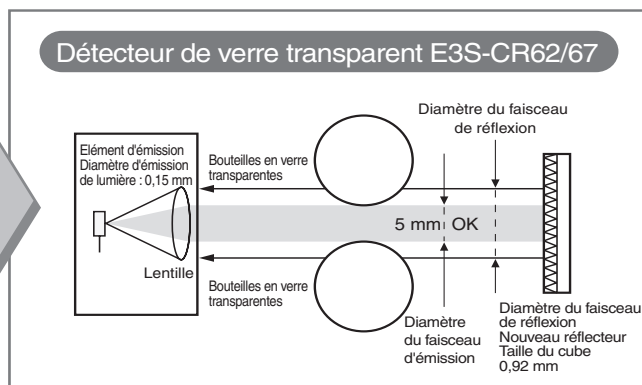 Détecteur de verre transparent E3S-CR62/67
Diamètre du faisceau
de réflexion
Elément d'émission
Diamètre d'émission
de lumière : 0,15 mm
Bouteilles en verre
transparentes
5 mm OK
Lentille
Bouteilles en verre
transparentes
Diamètre
du faisceau
d'émission
Diamètre du faisceau
de réflexion
Nouveau réflecteur
Taille du cube
0,92 mm